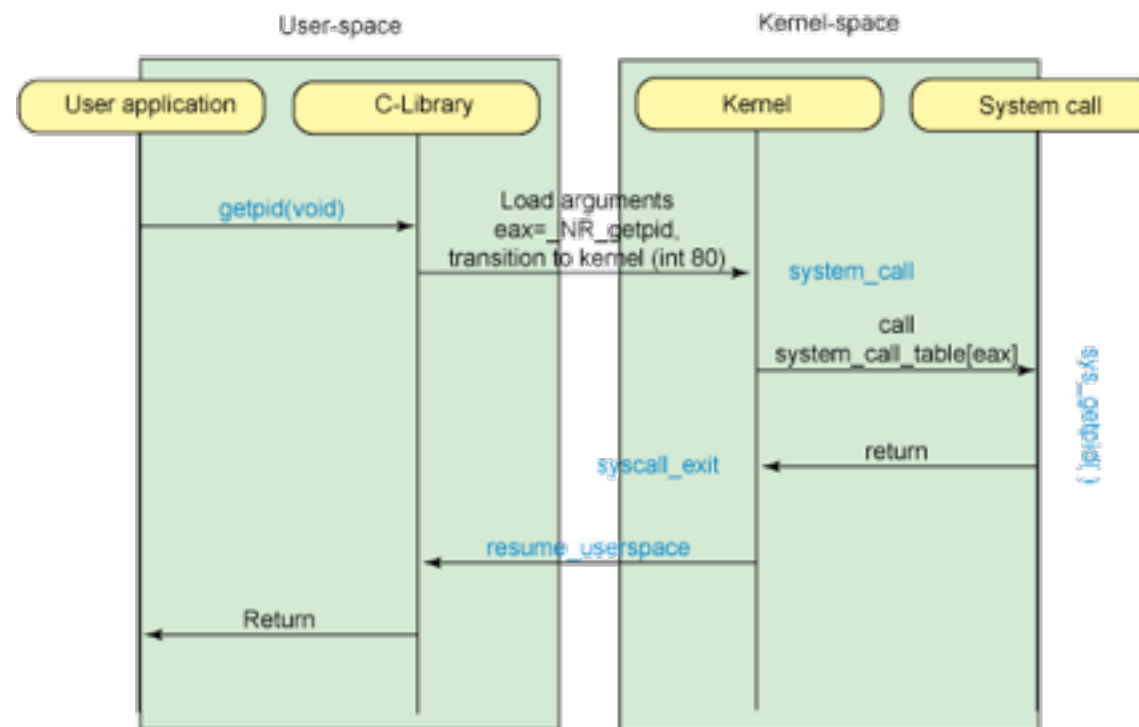 User-space
Kernel-space
User application
C-Library
Kernel
System call
getpid(void)
Load arguments
eax=_NR_getpid,
transition to kernel (int 80)
system_call
call
system_call_table[eax]
sys_getpid( )
return
syscall_exit
resume_userspace
Return